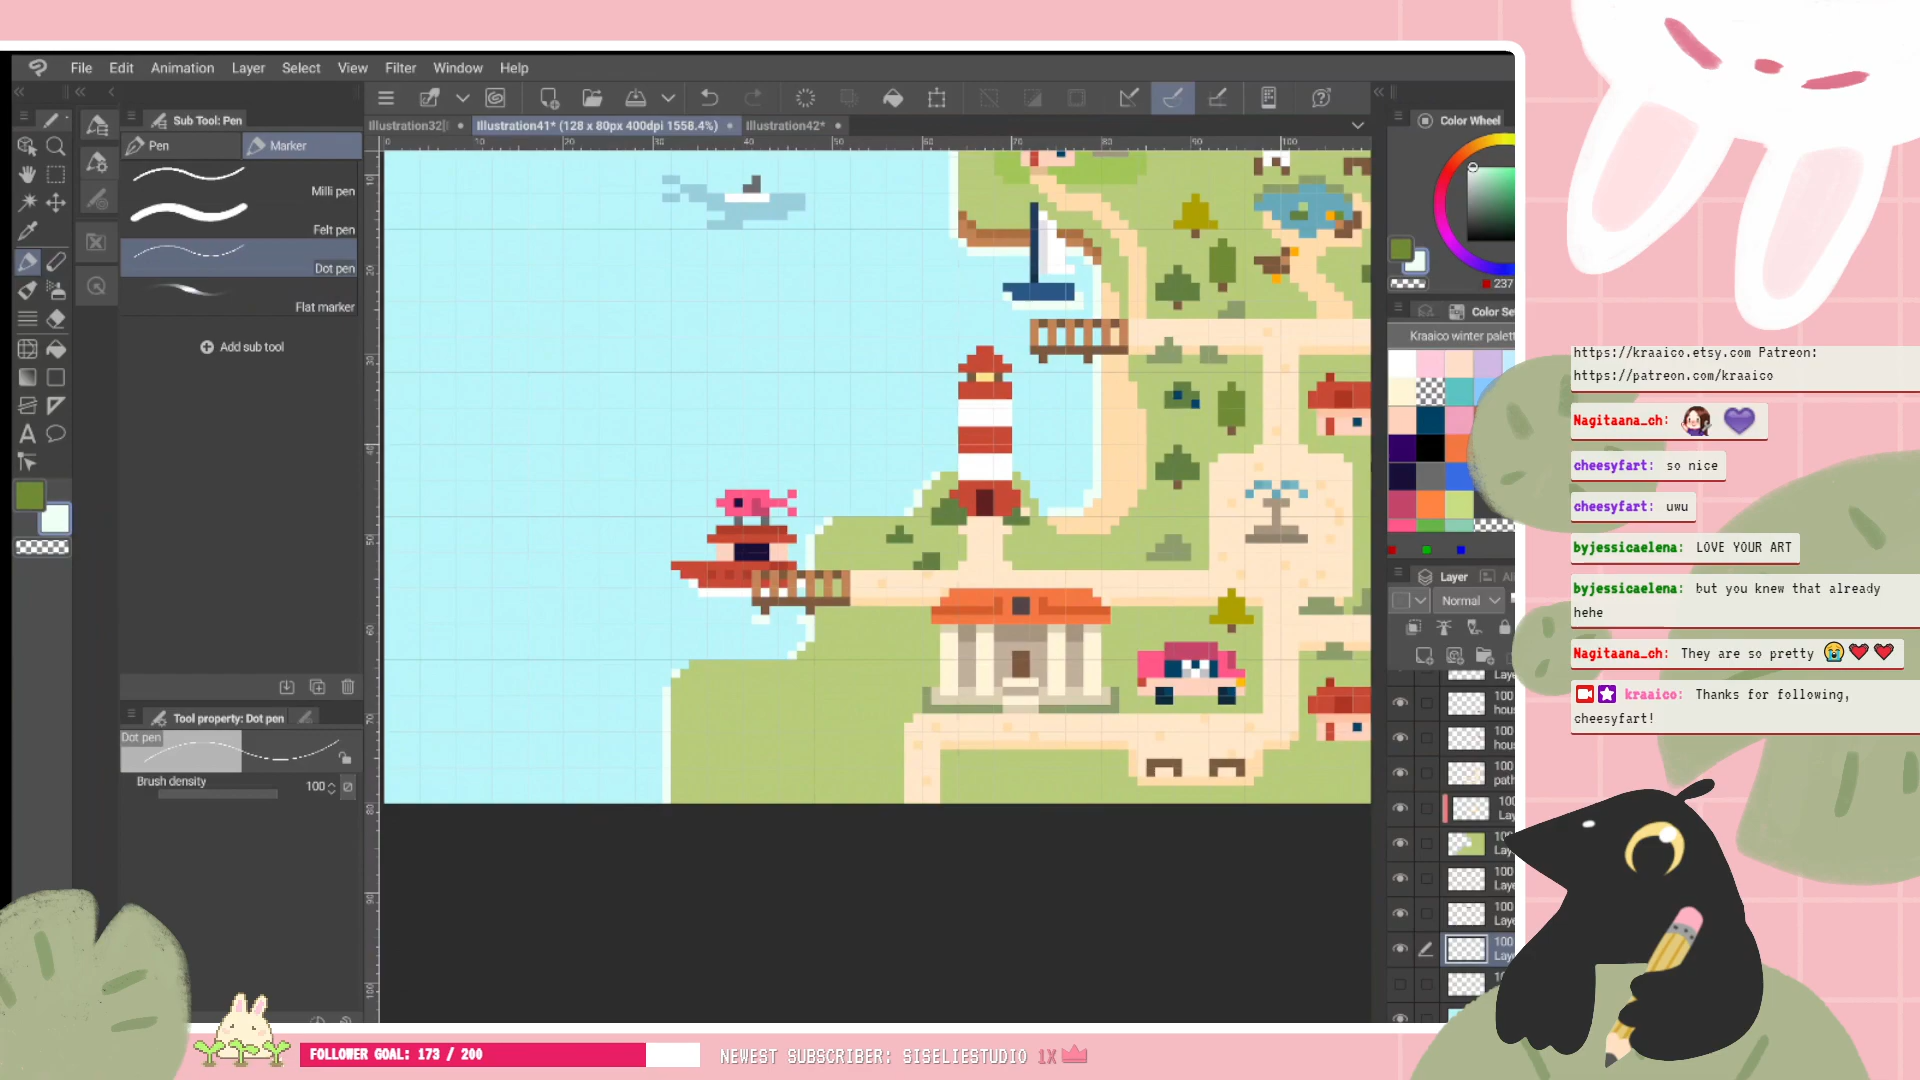 File Edit Animation Layer Select View Filter Window Help
Sub Tool: Pen
Pen Marker
Milli pen
Felt pen
Dot pen
Flat marker
Add sub tool
Tool property: Dot pen
Dot pen
Brush density 100
Illustration32
Illustration41* (128 x 80px 400dpi 1558.4%)
Illustration42*
Color Wheel
237
Color Se
Kraaico winter palett
Layer
Normal
https://kraaico.etsy.com Patreon:
https://patreon.com/kraaico
Nagitaana_ch:
cheesyfart: so nice
cheesyfart: uwu
byjessicaelena: LOVE YOUR ART
byjessicaelena: but you knew that already
hehe
Nagitaana_ch: They are so pretty
kraaico: Thanks for following,
cheesyfart!
FOLLOWER GOAL: 173 / 200
NEWEST SUBSCRIBER: SISELIESTUDIO 1X